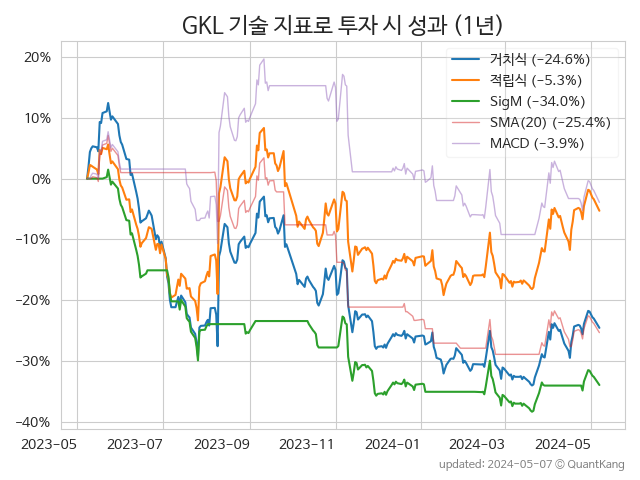 GKL 기술 지표로 투자 시 성과 (1년)
거치식 (−24.6%)
적립식 (−5.3%)
SigM (−34.0%)
SMA(20) (−25.4%)
MACD (−3.9%)
20%
10%
0%
−10%
−20%
−30%
−40%
2023-05 2023-07 2023-09 2023-11 2024-01 2024-03 2024-05
updated: 2024-05-07 © QuantKang